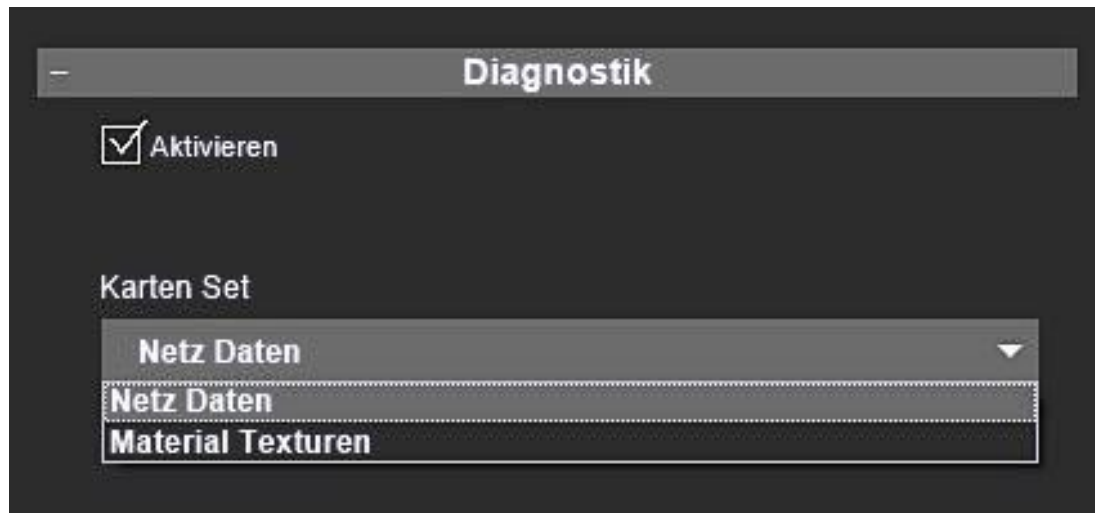 Diagnostik
Aktivieren
Karten Set
Netz Daten
Netz Daten
Material Texturen